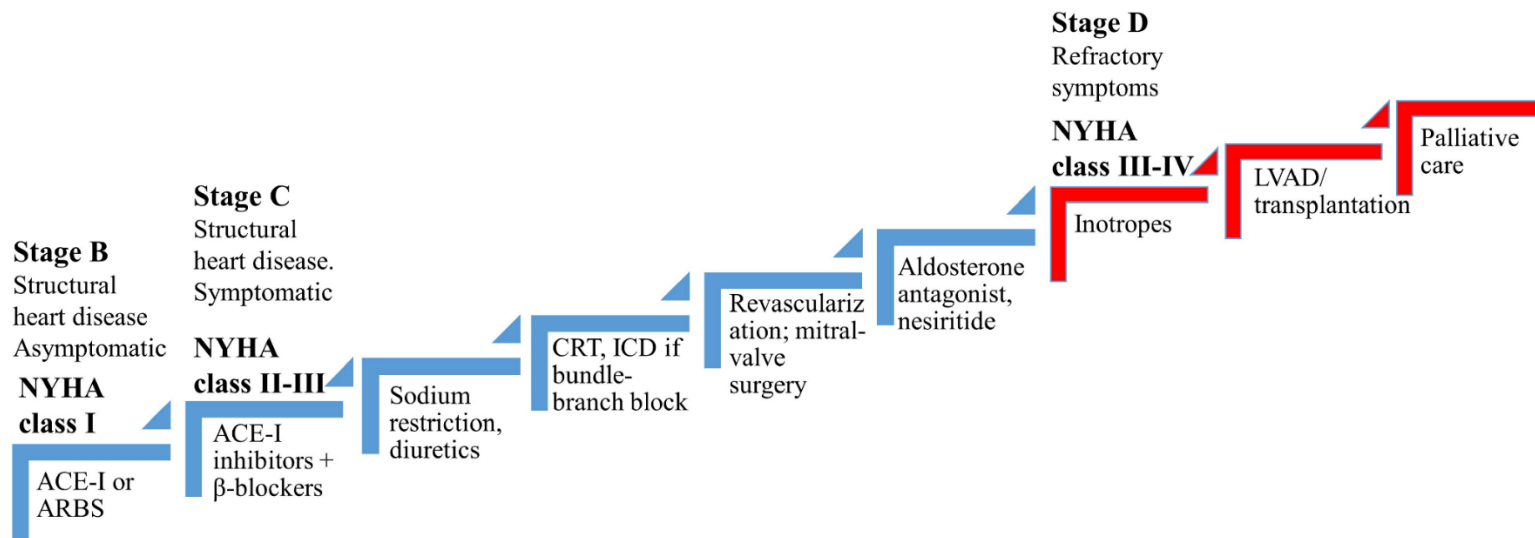 Stage B
Structural
heart disease
Asymptomatic
NYHA
class I
ACE-I or
ARBS
Stage C
Structural
heart disease.
Symptomatic
NYHA
class II-III
ACE-I
inhibitors +
β-blockers
Sodium
restriction,
diuretics
CRT, ICD if
bundle-
branch block
Revasculariz
ation; mitral-
valve
surgery
Aldosterone
antagonist,
nesiritide
Stage D
Refractory
symptoms
NYHA
class III-IV
Inotropes
LVAD/
transplantation
Palliative
care